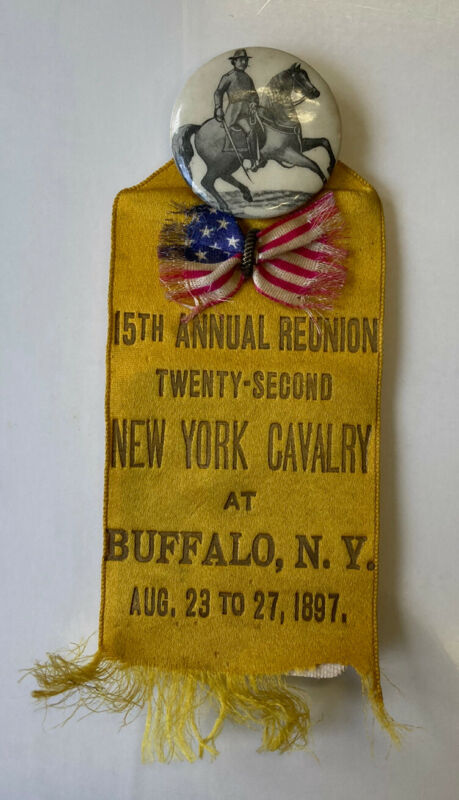 15TH ANNUAL REUNION
TWENTY-SECOND
NEW YORK CAVALRY
AT
BUFFALO, N. Y.
AUG. 23 TO 27, 1897.